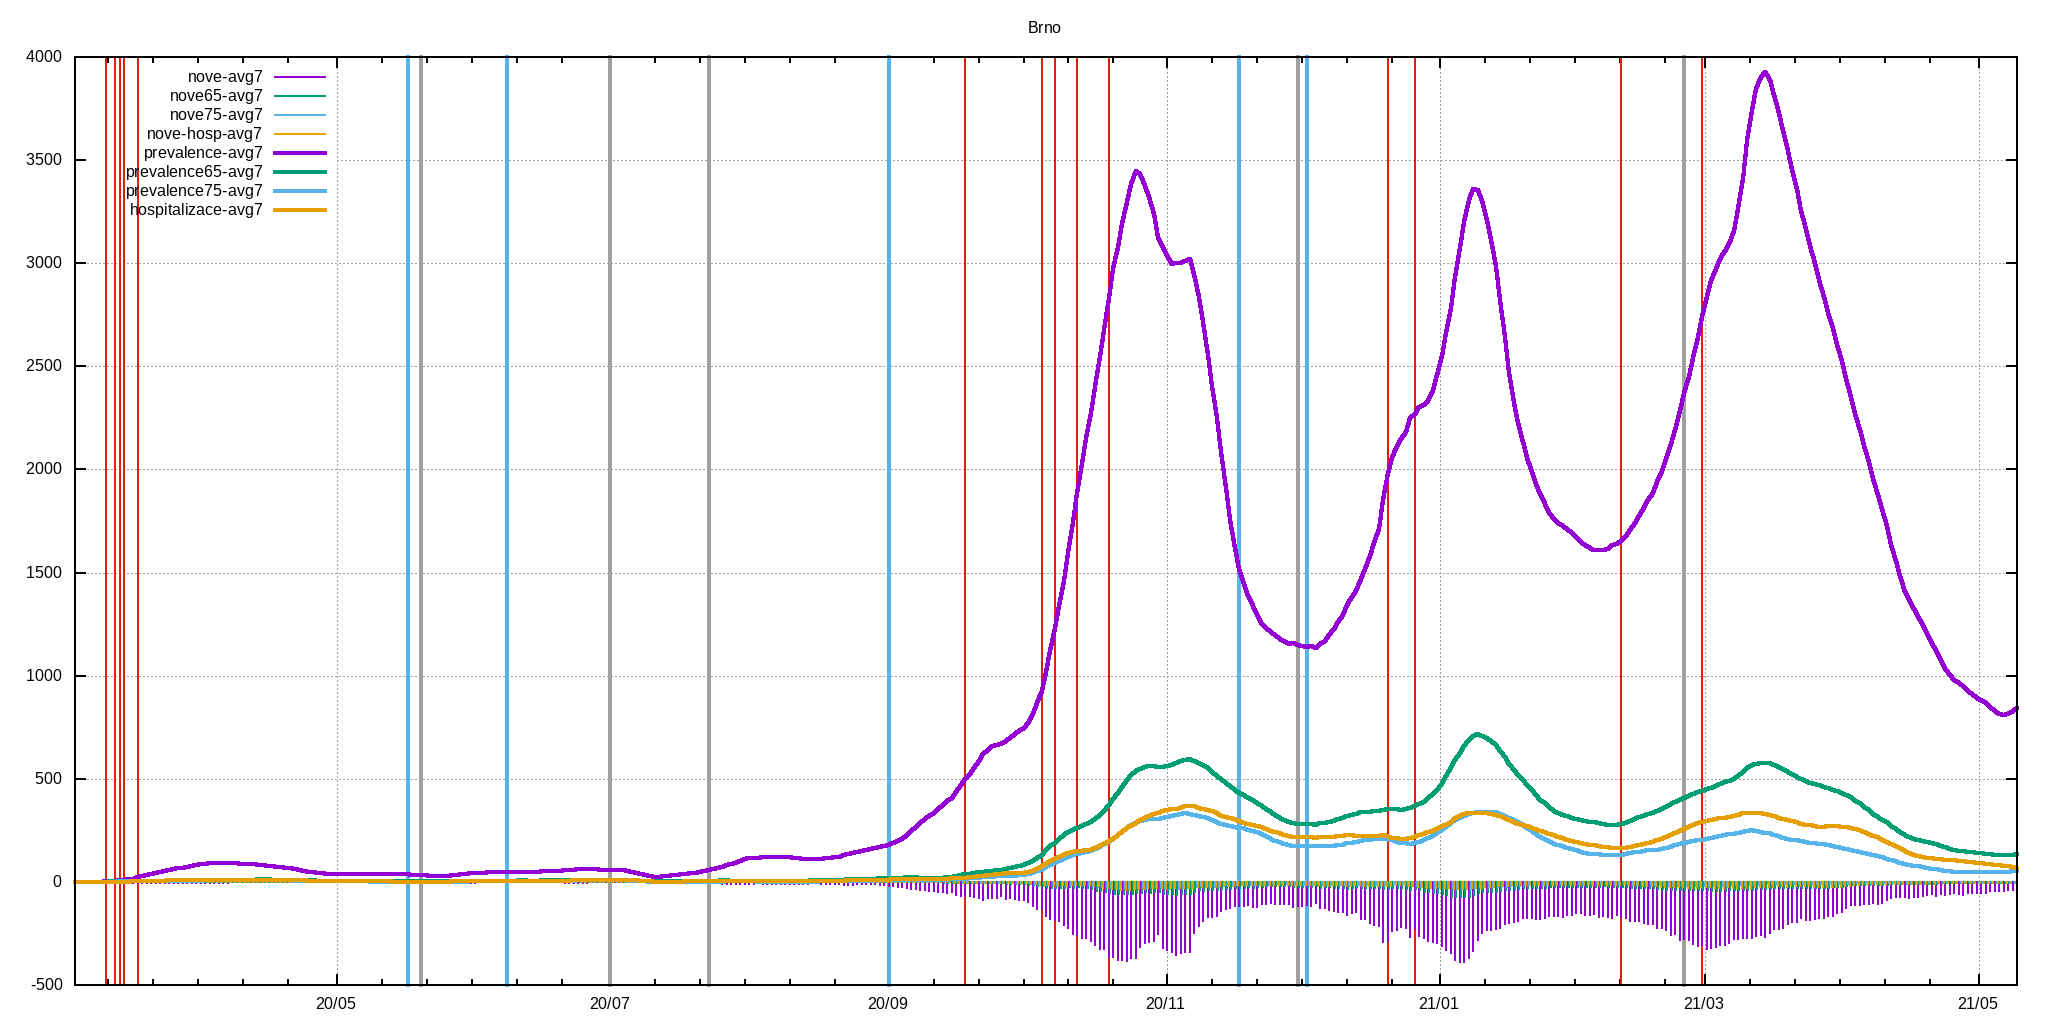 Brno
4000
3500
3000
2500
2000
1500
1000
500
0
-500
nove-avg7
nove65-avg7
nove75-avg7
nove-hosp-avg7
prevalence-avg7
prevalence65-avg7
prevalence75-avg7
hospitalizace-avg7
20/05
20/07
20/09
20/11
21/01
21/03
21/05